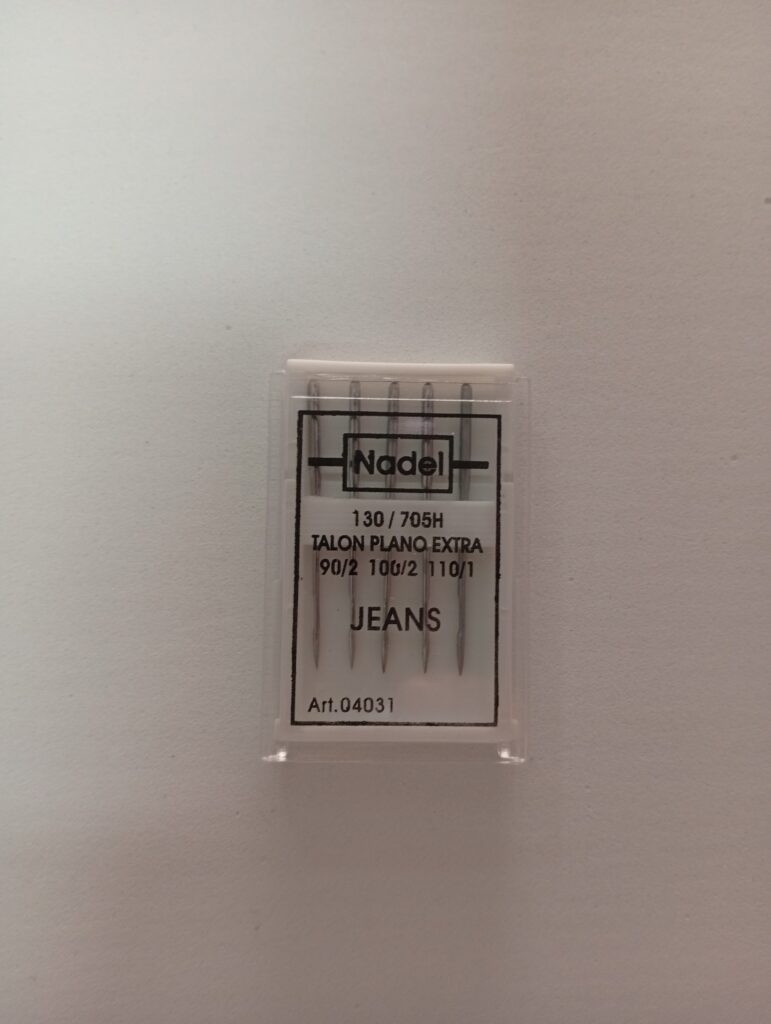 Nadel
130 / 705H
TALON PLANO EXTRA
90/2 100/2 110/1
JEANS
Art.04031